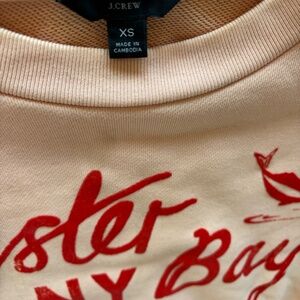 J.CREW
XS
MADE IN
CAMBODIA
ster
NY Bay